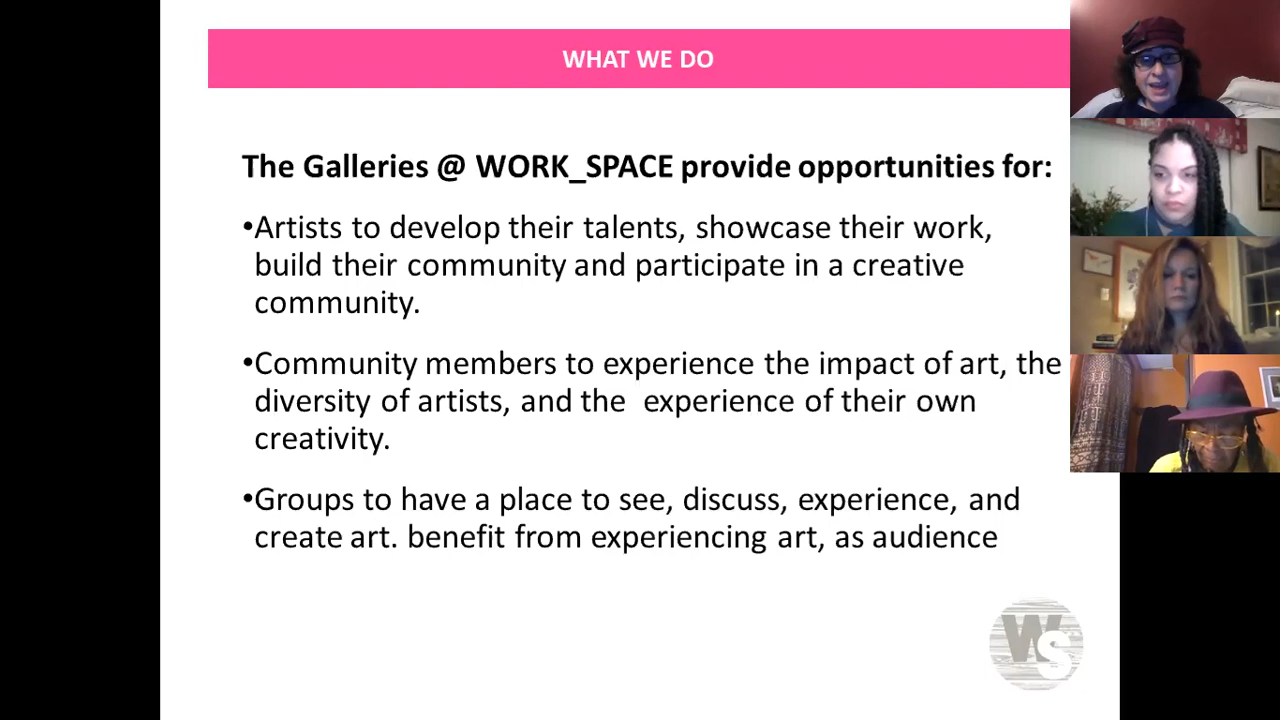 WHAT WE DO
The Galleries @ WORK_SPACE provide opportunities for:
•Artists to develop their talents, showcase their work,
build their community and participate in a creative
community.
•Community members to experience the impact of art, the
diversity of artists, and the  experience of their own
creativity.
•Groups to have a place to see, discuss, experience, and
create art. benefit from experiencing art, as audience
WS